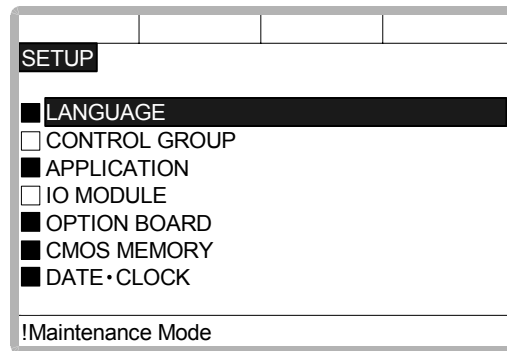 SETUP
LANGUAGE
CONTROL GROUP
APPLICATION
IO MODULE
OPTION BOARD
CMOS MEMORY
DATE・CLOCK
!Maintenance Mode